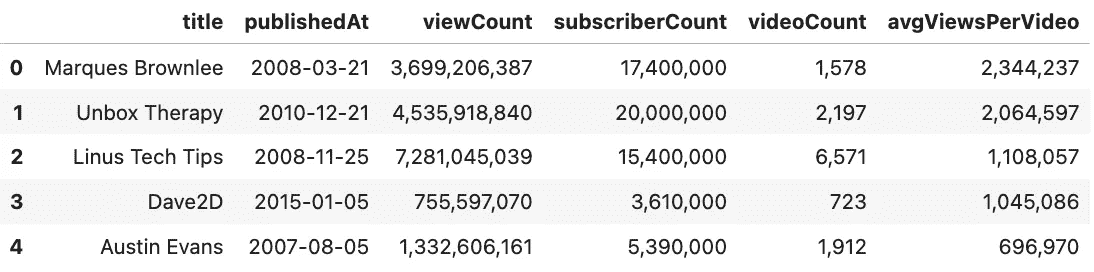 title publishedAt viewCount subscriberCount videoCount avgViewsPerVideo
0 Marques Brownlee 2008-03-21 3,699,206,387 17,400,000 1,578 2,344,237
1 Unbox Therapy 2010-12-21 4,535,918,840 20,000,000 2,197 2,064,597
2 Linus Tech Tips 2008-11-25 7,281,045,039 15,400,000 6,571 1,108,057
3 Dave2D 2015-01-05 755,597,070 3,610,000 723 1,045,086
4 Austin Evans 2007-08-05 1,332,606,161 5,390,000 1,912 696,970